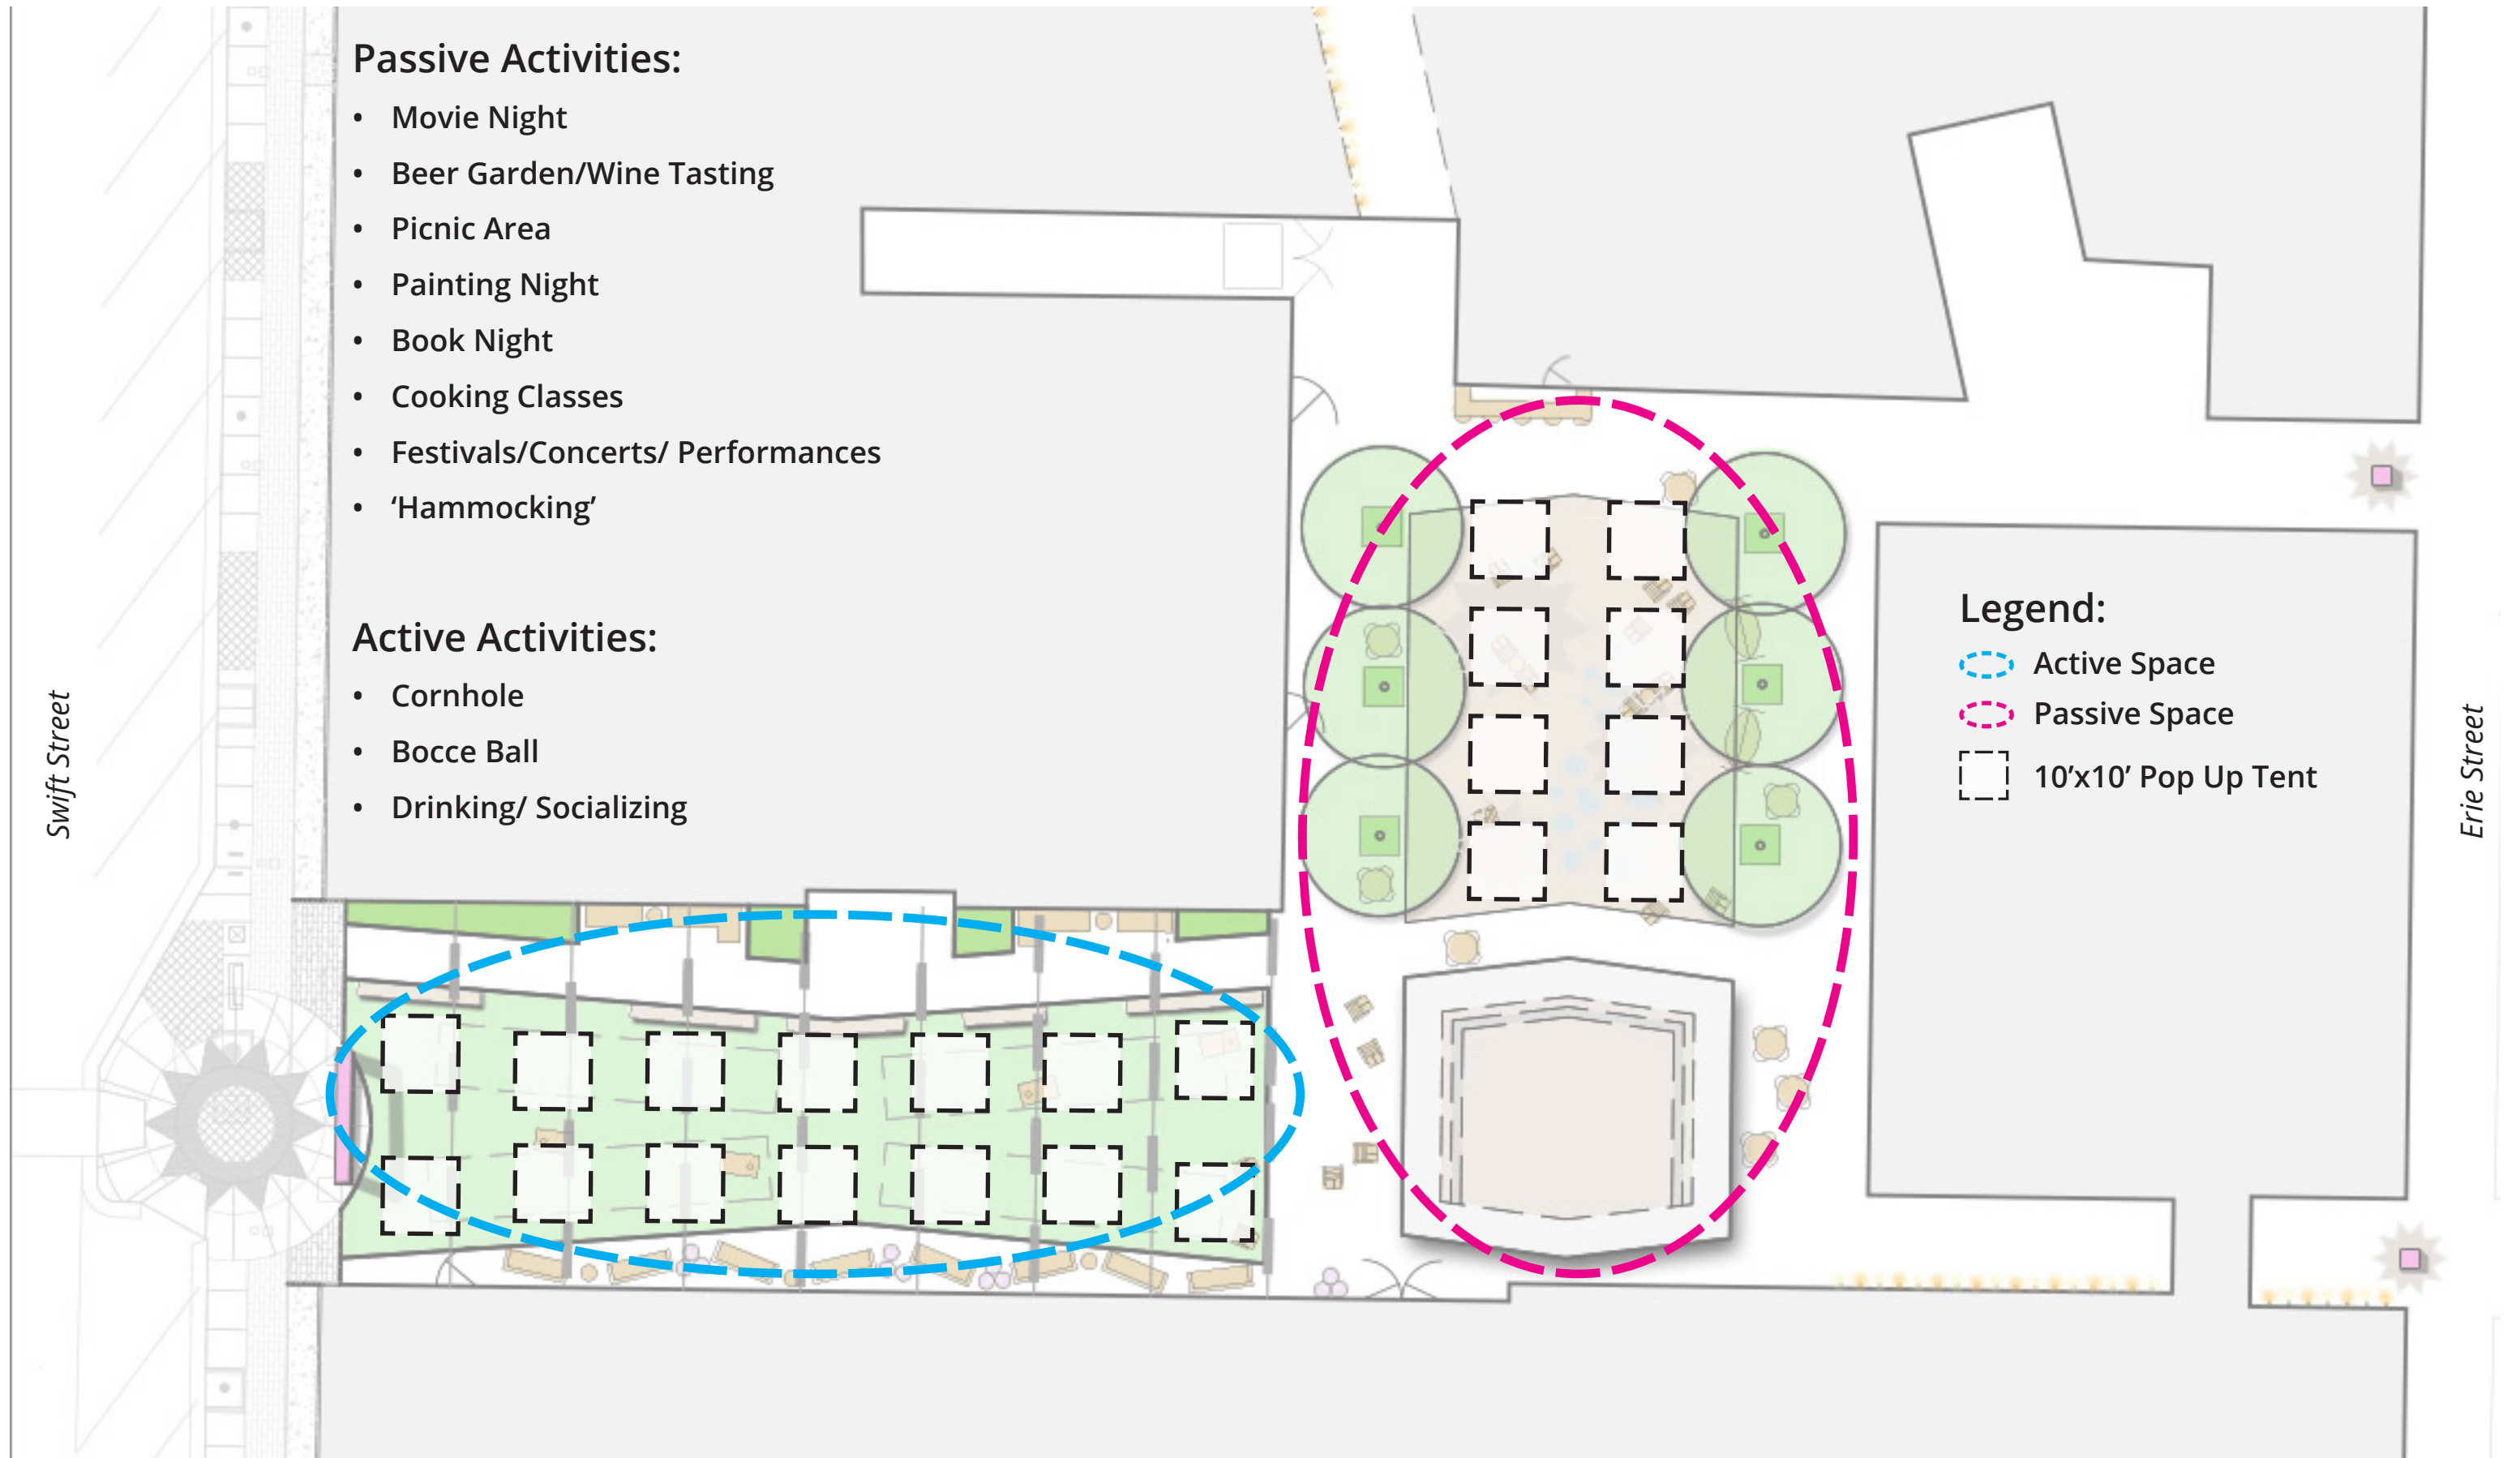 Passive Activities:
• Movie Night
• Beer Garden/Wine Tasting
• Picnic Area
• Painting Night
• Book Night
• Cooking Classes
• Festivals/Concerts/ Performances
• ‘Hammocking’
Active Activities:
• Cornhole
• Bocce Ball
• Drinking/ Socializing
Swift Street
Legend:
Active Space
Passive Space
10’x10’ Pop Up Tent
Erie Street